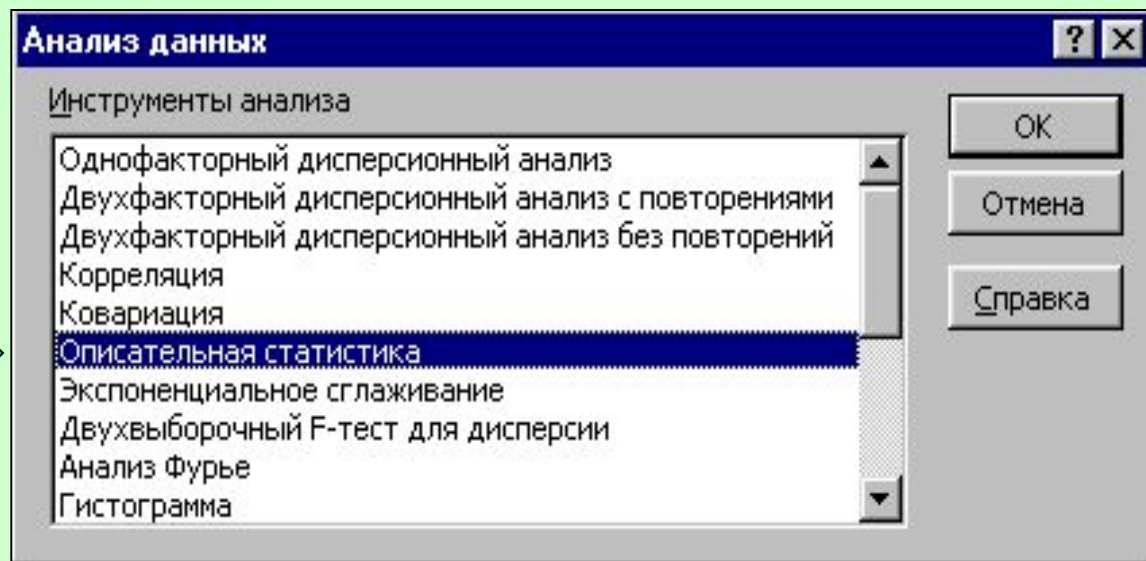 Анализ данных
Инструменты анализа
Однофакторный дисперсионный анализ
Двухфакторный дисперсионный анализ с повторениями
Двухфакторный дисперсионный анализ без повторений
Корреляция
Ковариация
Описательная статистика
Экспоненциальное сглаживание
Двухвыборочный F-тест для дисперсии
Анализ Фурье
Гистограмма
OK
Отмена
Справка